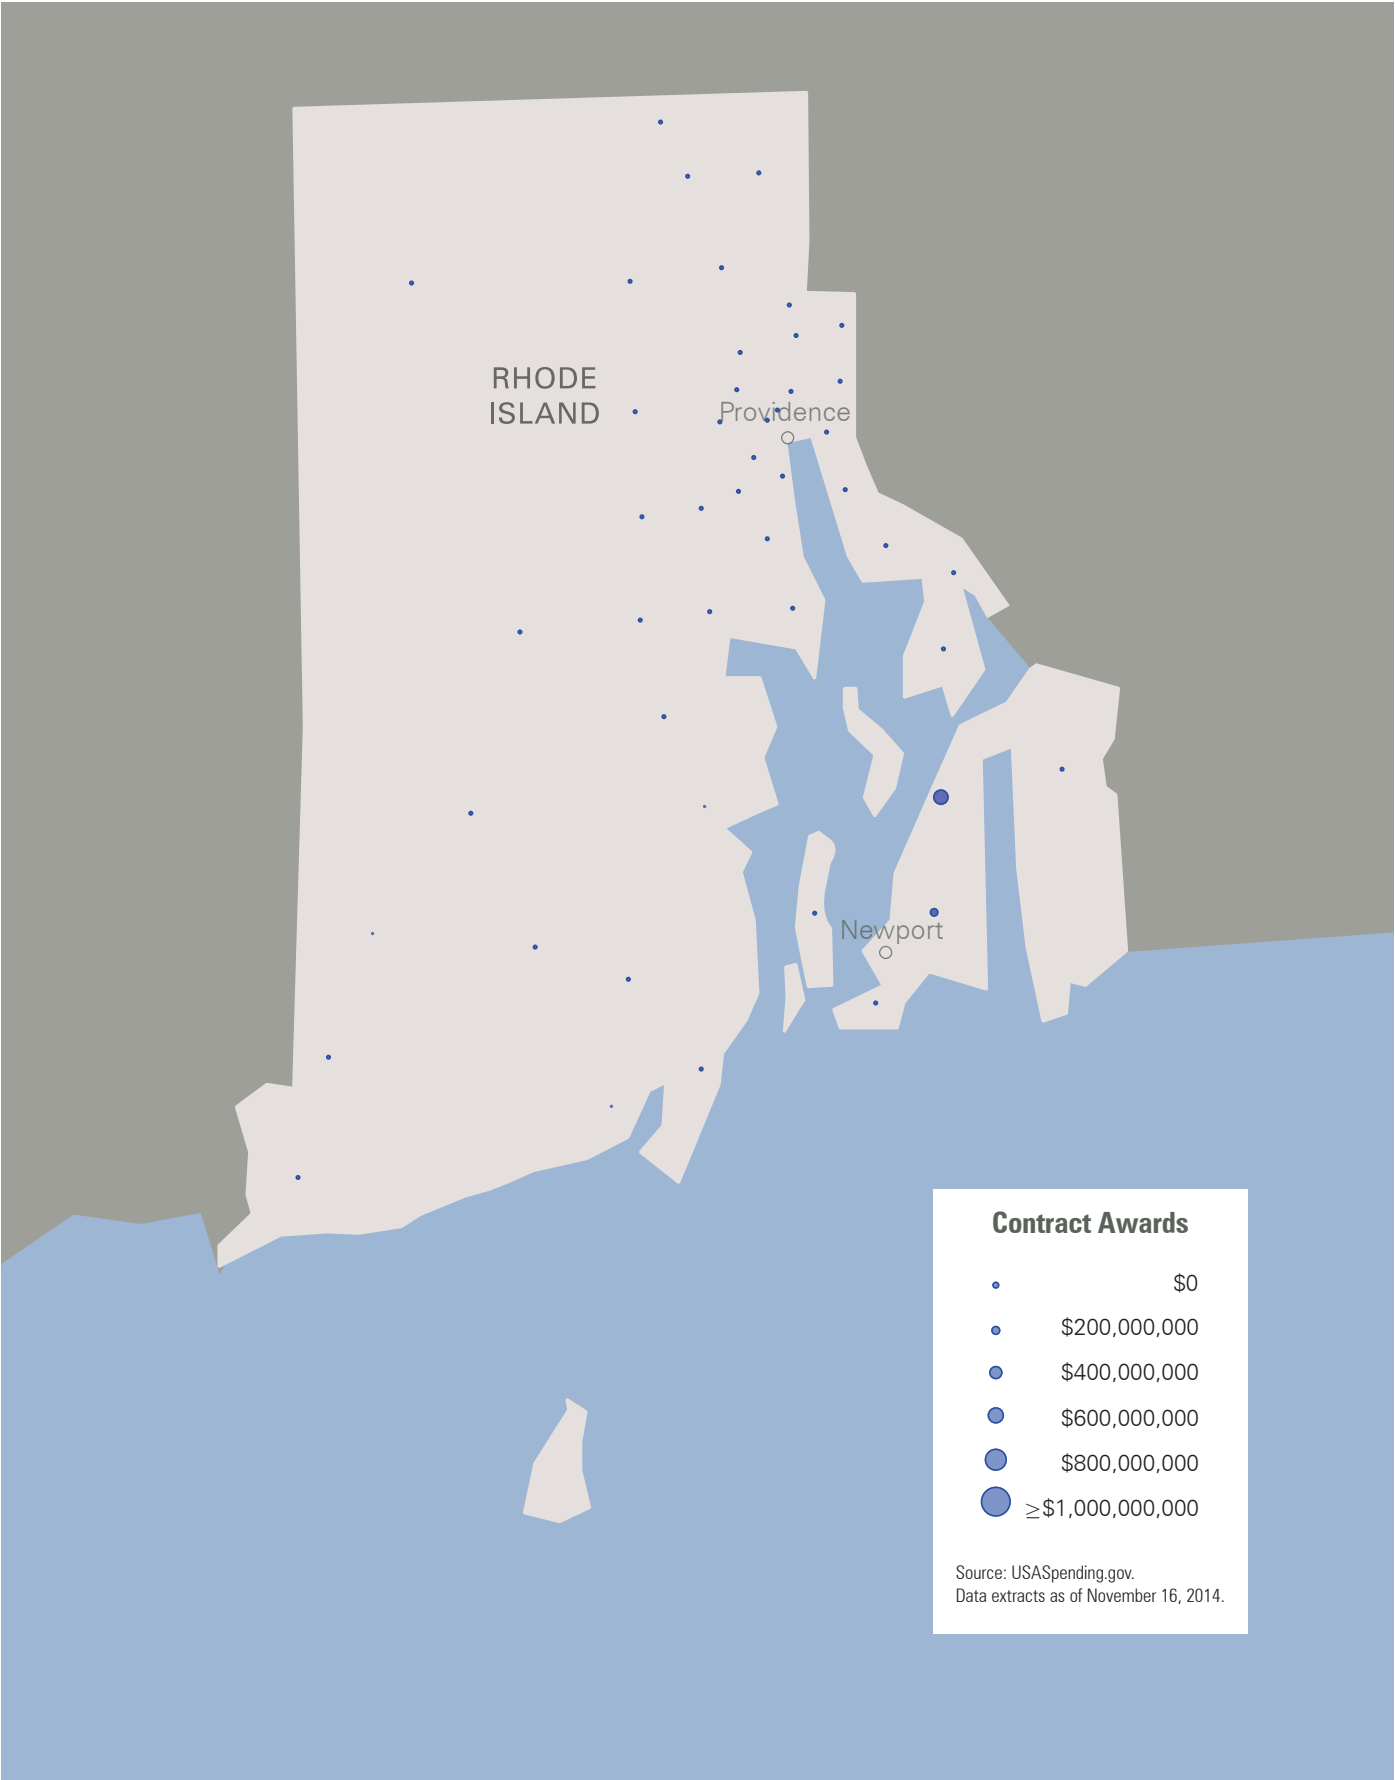 RHODE
ISLAND
Providence
Newport
Contract Awards
$0
$200,000,000
$400,000,000
$600,000,000
$800,000,000
≥$1,000,000,000
Source: USASpending.gov.
Data extracts as of November 16, 2014.